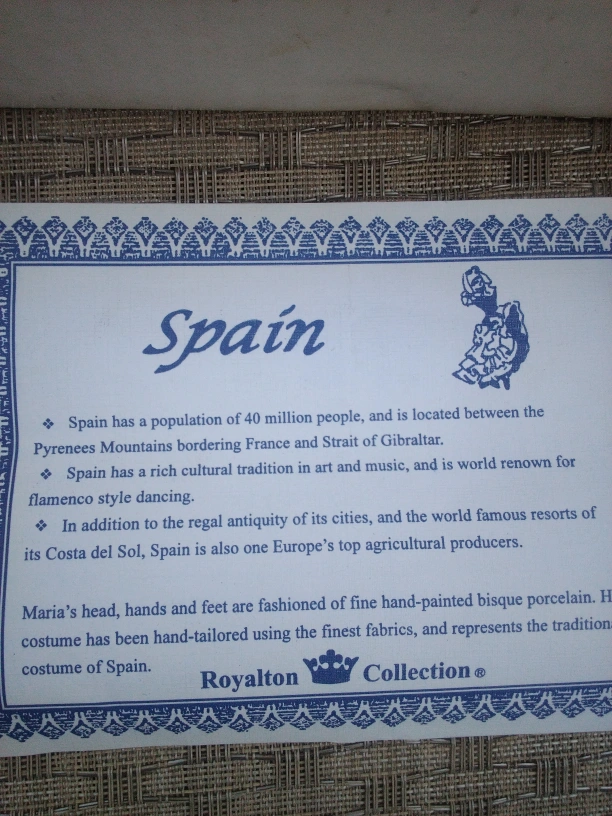 Spain
❖ Spain has a population of 40 million people, and is located between the
Pyrenees Mountains bordering France and Strait of Gibraltar.
❖ Spain has a rich cultural tradition in art and music, and is world renown for
flamenco style dancing.
❖ In addition to the regal antiquity of its cities, and the world famous resorts of
its Costa del Sol, Spain is also one Europe's top agricultural producers.
Maria's head, hands and feet are fashioned of fine hand-painted bisque porcelain.
costume has been hand-tailored using the finest fabrics, and represents the
costume of Spain.
Royalton Collection®